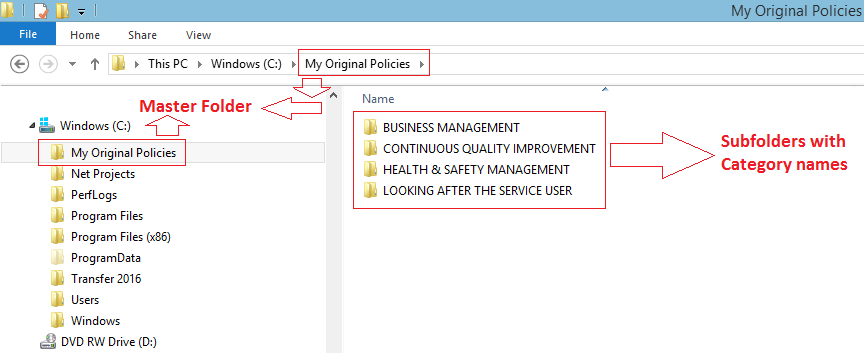 My Original Policies
File Home Share View
This PC Windows (C:) My Original Policies
Master Folder
Name
Windows (C:)
My Original Policies
Net Projects
PerfLogs
Program Files
Program Files (x86)
ProgramData
Transfer 2016
Users
Windows
DVD RW Drive (D:)
BUSINESS MANAGEMENT
CONTINUOUS QUALITY IMPROVEMENT
HEALTH & SAFETY MANAGEMENT
LOOKING AFTER THE SERVICE USER
Subfolders with
Category names